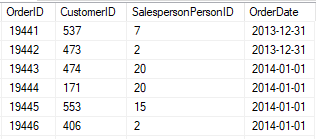 OrderID CustomerID SalespersonPersonID OrderDate
19441 537 7 2013-12-31
19442 473 2 2013-12-31
19443 474 20 2014-01-01
19444 171 20 2014-01-01
19445 553 15 2014-01-01
19446 406 2 2014-01-01